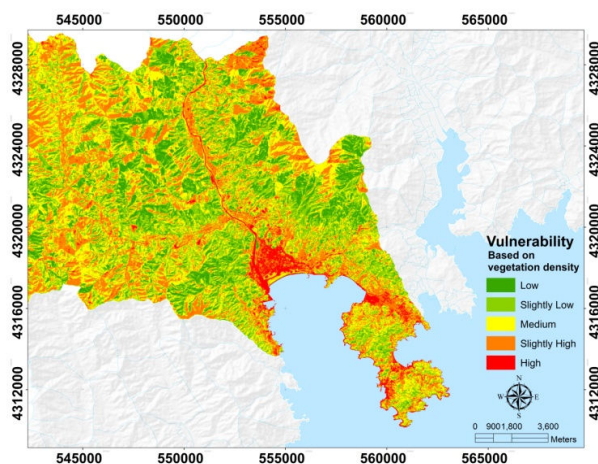 545000 550000 555000 560000 565000
4328000 4328000
4324000 4324000
4320000 4320000
Vulnerability
Based on
vegetation density
Low
Slightly Low
Medium
Slightly High
High
4316000 4316000
4312000 4312000
N
W E
S
0 9001,800 3,600
Meters
545000 550000 555000 560000 565000